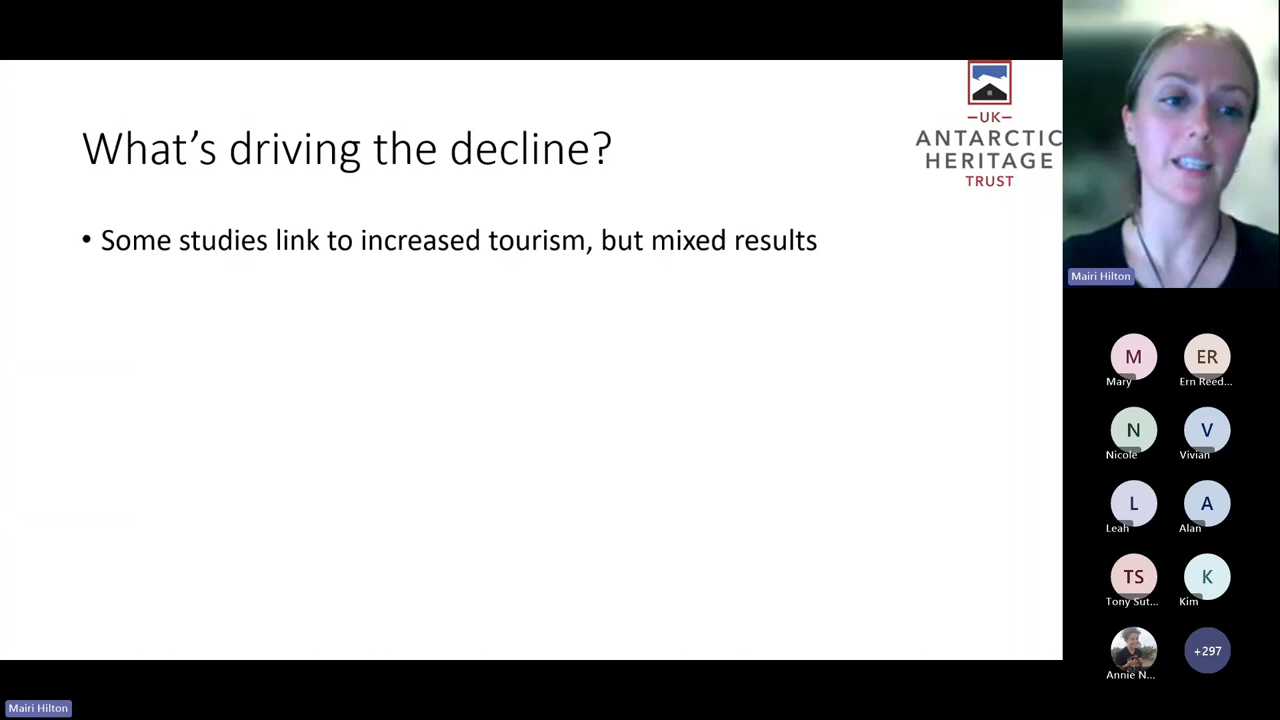 What's driving the decline?
• Some studies link to increased tourism, but mixed results
–UK–
ANTARCTIC
HERITAGE
TRUST
Mairi Hilton
M
Mary
ER
Ern Reed...
N
Nicole
V
Vivian
L
Leah
A
Alan
TS
Tony Sut...
K
Kim
Annie N...
+297
Mairi Hilton